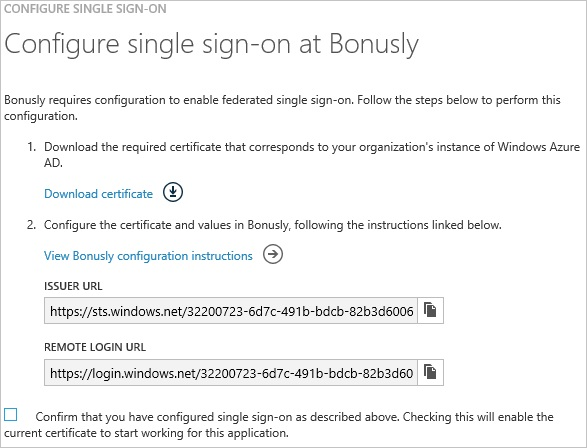 CONFIGURE SINGLE SIGN-ON
Configure single sign-on at Bonusly
Bonusly requires configuration to enable federated single sign-on. Follow the steps below to perform this
configuration.
1. Download the required certificate that corresponds to your organization's instance of Windows Azure
AD.
Download certificate
2. Configure the certificate and values in Bonusly, following the instructions linked below.
View Bonusly configuration instructions
ISSUER URL
https://sts.windows.net/32200723-6d7c-491b-bdcb-82b3d6006
REMOTE LOGIN URL
https://login.windows.net/32200723-6d7c-491b-bdcb-82b3d60
Confirm that you have configured single sign-on as described above. Checking this will enable the
current certificate to start working for this application.